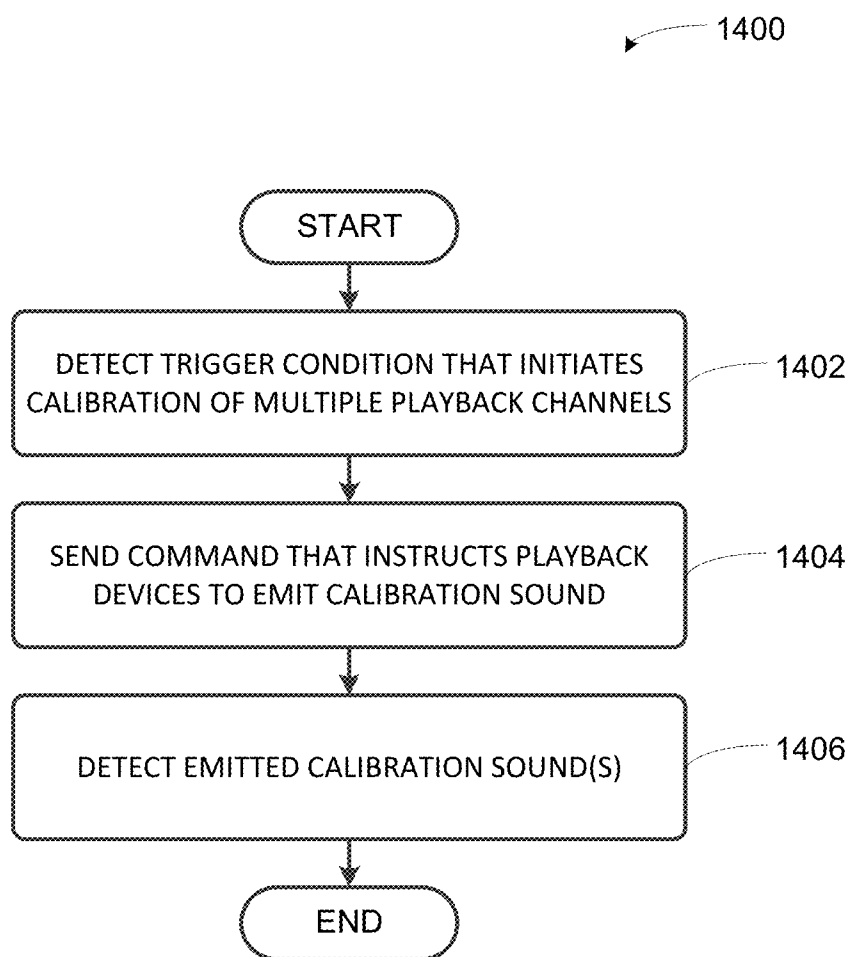 1400
START
DETECT TRIGGER CONDITION THAT INITIATES
CALIBRATION OF MULTIPLE PLAYBACK CHANNELS
1402
SEND COMMAND THAT INSTRUCTS PLAYBACK
DEVICES TO EMIT CALIBRATION SOUND
1404
DETECT EMITTED CALIBRATION SOUND(S)
1406
END